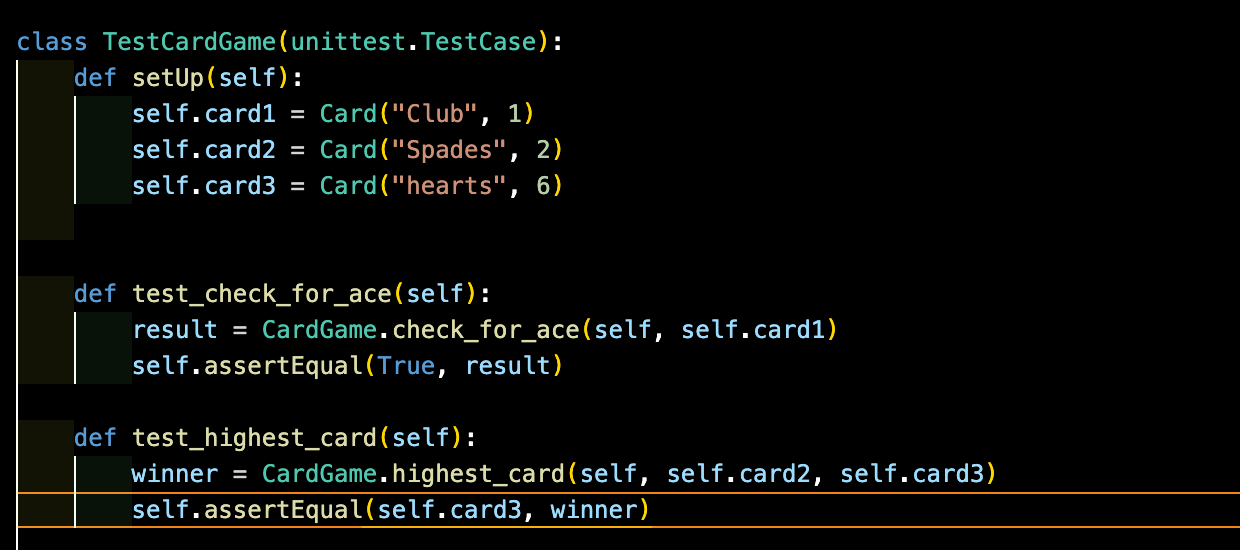 class TestCardGame(unittest.TestCase):
    def setUp(self):
        self.card1 = Card("Club", 1)
        self.card2 = Card("Spades", 2)
        self.card3 = Card("hearts", 6)
    def test_check_for_ace(self):
        result = CardGame.check_for_ace(self, self.card1)
        self.assertEqual(True, result)
    def test_highest_card(self):
        winner = CardGame.highest_card(self, self.card2, self.card3)
        self.assertEqual(self.card3, winner)